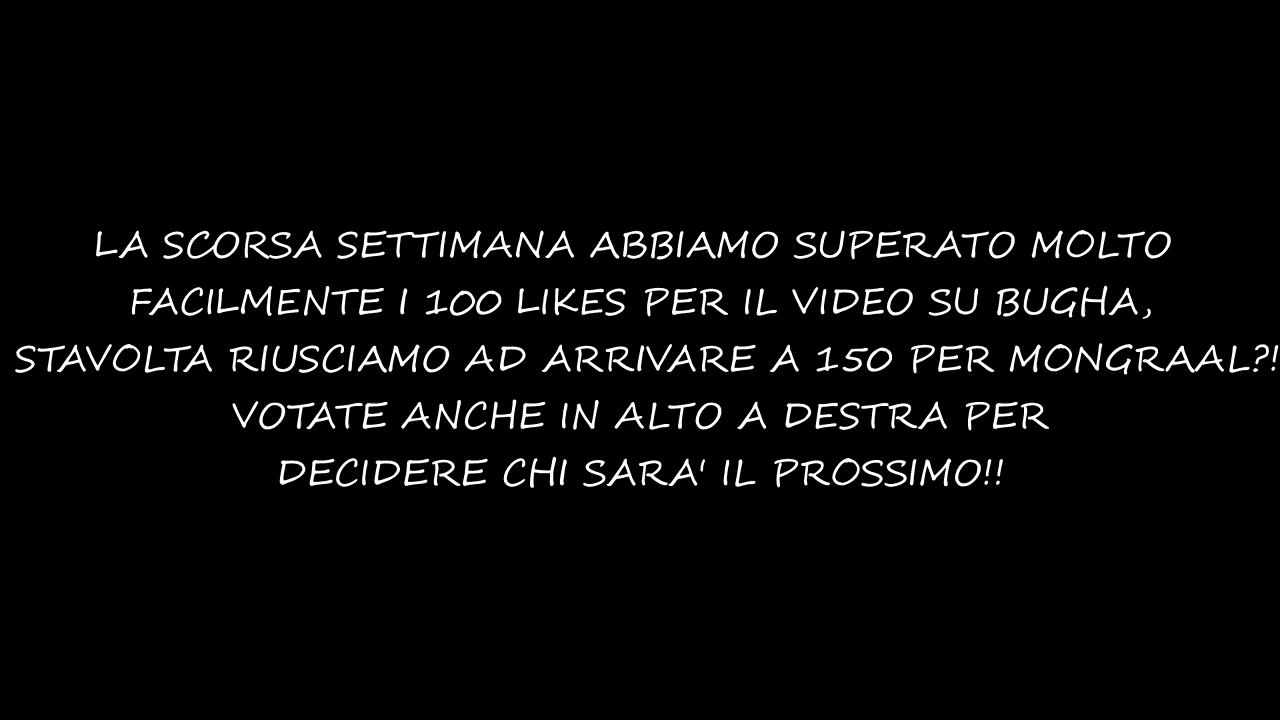 LA SCORSA SETTIMANA ABBIAMO SUPERATO MOLTO
FACILMENTE I 100 LIKES PER IL VIDEO SU BUGHA,
STAVOLTA RIUSCIAMO AD ARRIVARE A 150 PER MONGRAAL?!
VOTATE ANCHE IN ALTO A DESTRA PER
DECIDERE CHI SARA' IL PROSSIMO!!